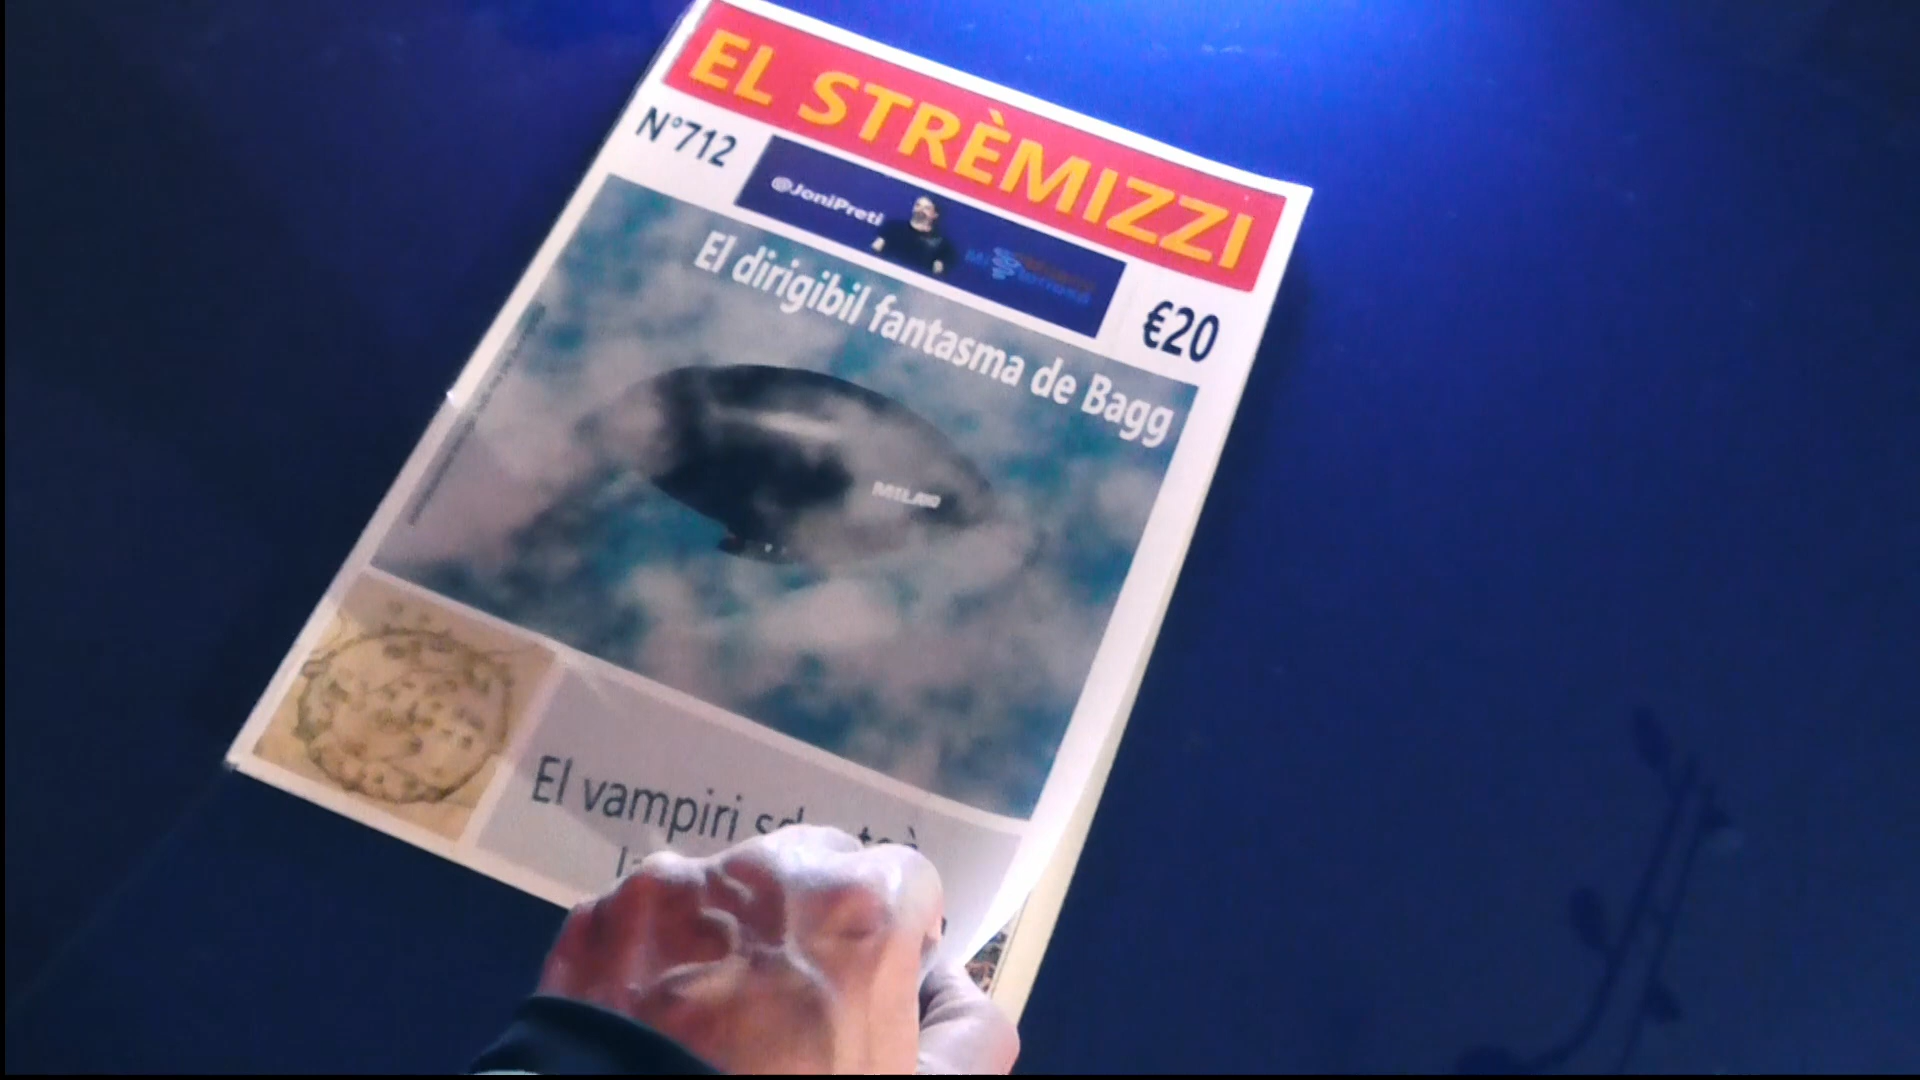 EL STRÈMIZZI
N°712
@JoniPreti
€20
El dirigibil fantasma de Bagg
MILAN
El vampiri